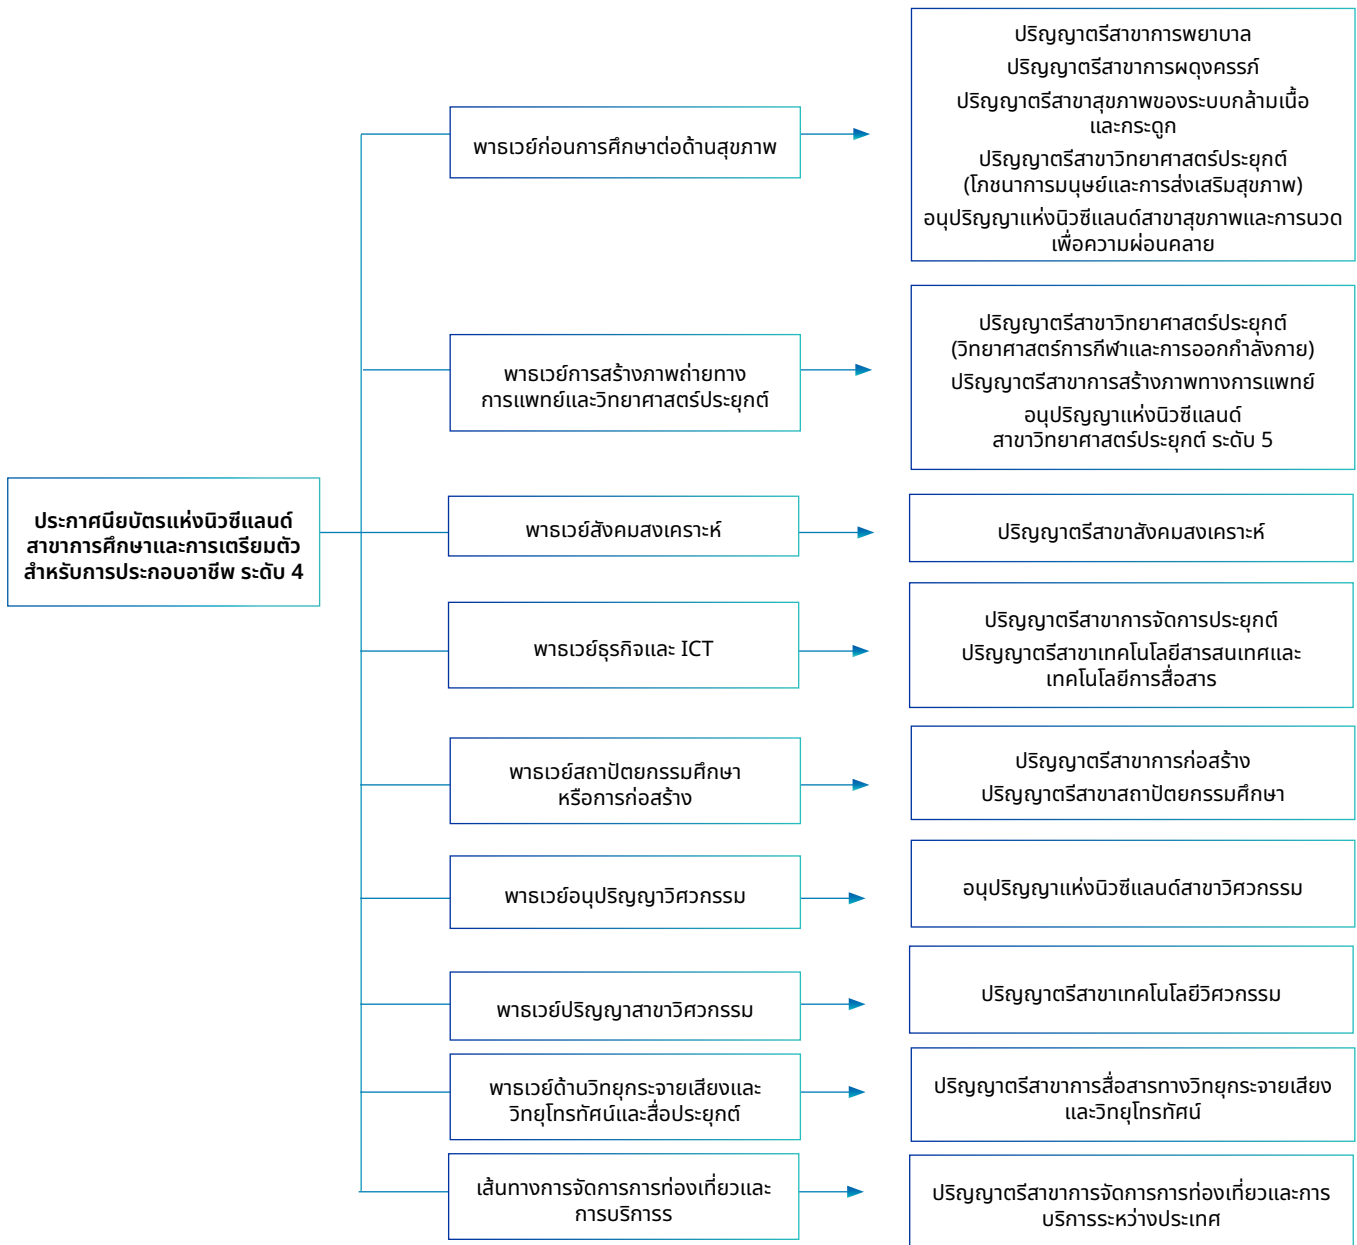 ประกาศนียบัตรแห่งนิวซีแลนด์
สาขาการศึกษาและการเตรียมตัว
สำหรับการประกอบอาชีพ ระดับ 4
พาธเวย์ก่อนการศึกษาต่อด้านสุขภาพ
ปริญญาตรีสาขาการพยาบาล
ปริญญาตรีสาขาการผดุงครรภ์
ปริญญาตรีสาขาสุขภาพของระบบกล้ามเนื้อ
และกระดูก
ปริญญาตรีสาขาวิทยาศาสตร์ประยุกต์
(โภชนาการมนุษย์และการส่งเสริมสุขภาพ)
อนุปริญญาแห่งนิวซีแลนด์สาขาสุขภาพและการนวด
เพื่อความผ่อนคลาย
พาธเวย์การสร้างภาพถ่ายทาง
การแพทย์และวิทยาศาสตร์ประยุกต์
ปริญญาตรีสาขาวิทยาศาสตร์ประยุกต์
(วิทยาศาสตร์การกีฬาและการออกกำลังกาย)
ปริญญาตรีสาขาการสร้างภาพทางการแพทย์
อนุปริญญาแห่งนิวซีแลนด์
สาขาวิทยาศาสตร์ประยุกต์ ระดับ 5
พาธเวย์สังคมสงเคราะห์
ปริญญาตรีสาขาสังคมสงเคราะห์
พาธเวย์ธุรกิจและ ICT
ปริญญาตรีสาขาการจัดการประยุกต์
ปริญญาตรีสาขาเทคโนโลยีสารสนเทศและ
เทคโนโลยีการสื่อสาร
พาธเวย์สถาปัตยกรรมศึกษา
หรือการก่อสร้าง
ปริญญาตรีสาขาการก่อสร้าง
ปริญญาตรีสาขาสถาปัตยกรรมศึกษา
พาธเวย์อนุปริญญาวิศวกรรม
อนุปริญญาแห่งนิวซีแลนด์สาขาวิศวกรรม
พาธเวย์ปริญญาสาขาวิศวกรรม
ปริญญาตรีสาขาเทคโนโลยีวิศวกรรม
พาธเวย์ด้านวิทยุกระจายเสียงและ
วิทยุโทรทัศน์และสื่อประยุกต์
ปริญญาตรีสาขาการสื่อสารทางวิทยุกระจายเสียง
และวิทยุโทรทัศน์
เส้นทางการจัดการการท่องเที่ยวและ
การบริการร
ปริญญาตรีสาขาการจัดการการท่องเที่ยวและการ
บริการระหว่างประเทศ